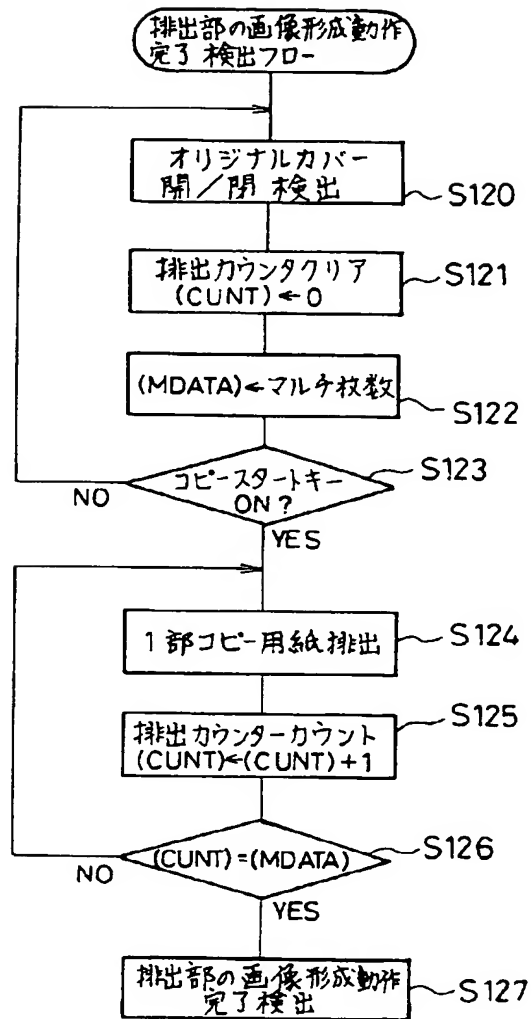 排出部の画像形成動作
完了検出フロー
オリジナルカバー
開／閉 検出
S120
排出カウンタクリア
(CUNT)←0
S121
(MDATA)←マルチ枚数
S122
コピースタートキー
ON?
S123
NO
YES
1部コピー用紙排出
S124
排出カウンターカウント
(CUNT)←(CUNT)+1
S125
(CUNT)=(MDATA)
S126
NO
YES
排出部の画像形成動作
完了検出
S127